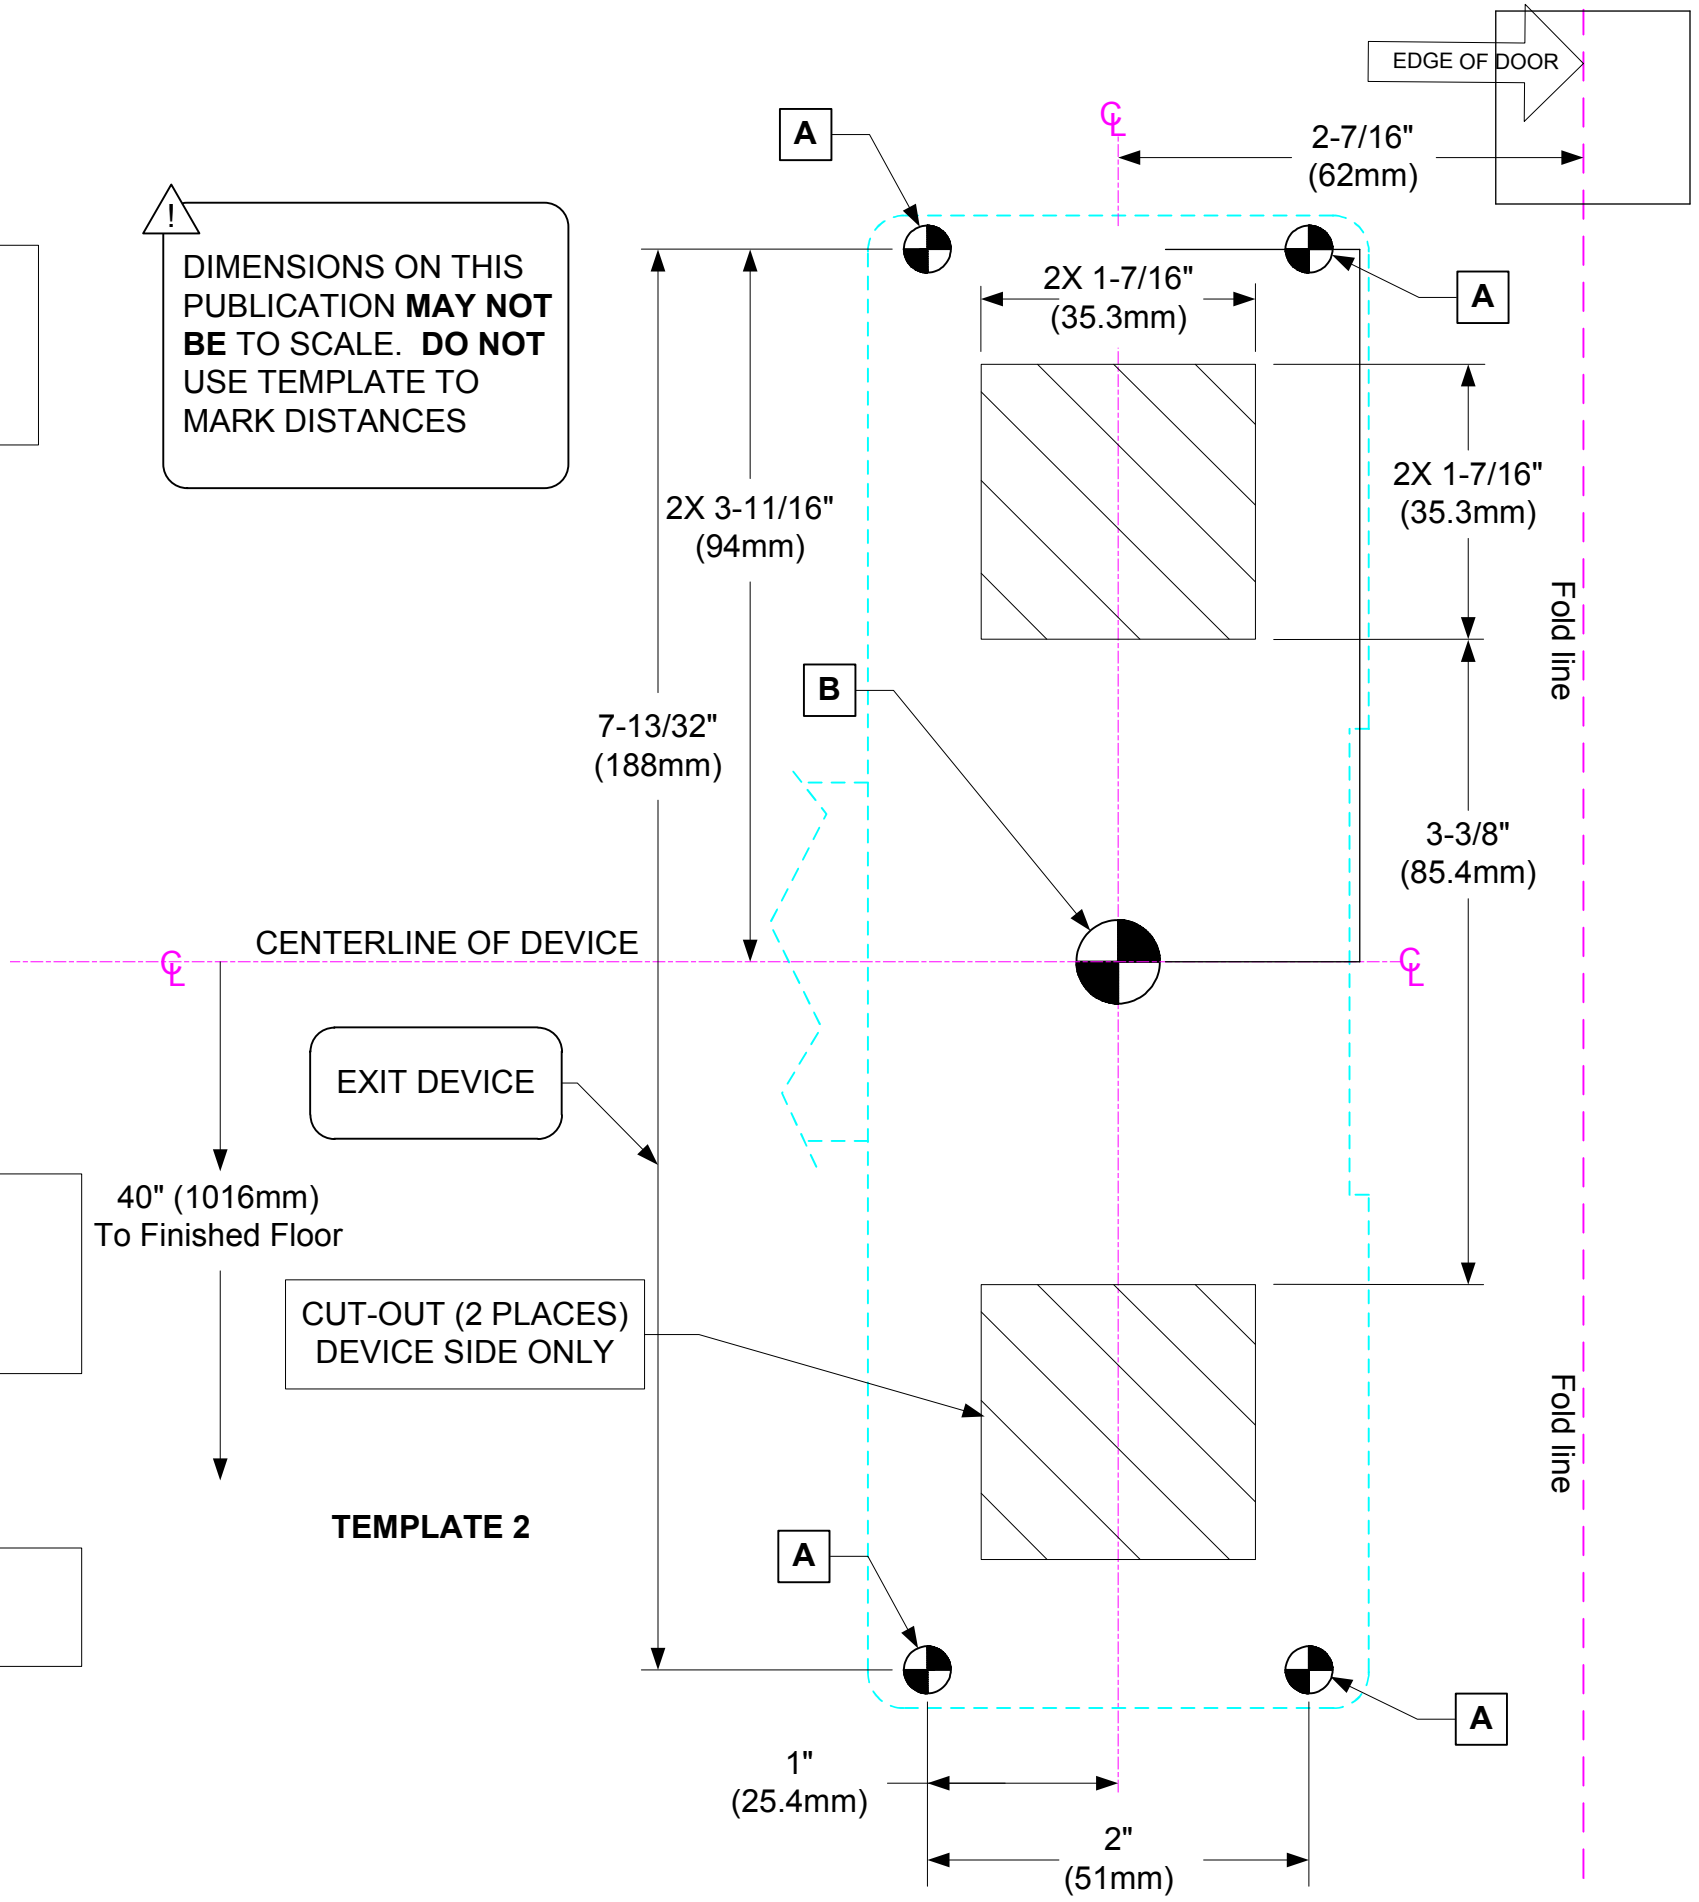 EDGE OF DOOR
A
2-7/16"
(62mm)
!
DIMENSIONS ON THIS
PUBLICATION MAY NOT
BE TO SCALE. DO NOT
USE TEMPLATE TO
MARK DISTANCES
2X 1-7/16"
(35.3mm)
A
2X 3-11/16"
(94mm)
2X 1-7/16"
(35.3mm)
Fold line
B
7-13/32"
(188mm)
3-3/8"
(85.4mm)
CENTERLINE OF DEVICE
EXIT DEVICE
40" (1016mm)
To Finished Floor
CUT-OUT (2 PLACES)
DEVICE SIDE ONLY
Fold line
TEMPLATE 2
A
A
1"
(25.4mm)
2"
(51mm)